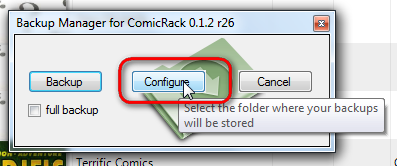 Backup Manager for ComicRack 0.1.2 r26
Backup
Configure
Cancel
full backup
Select the folder where your backups
will be stored
Terrific Comics